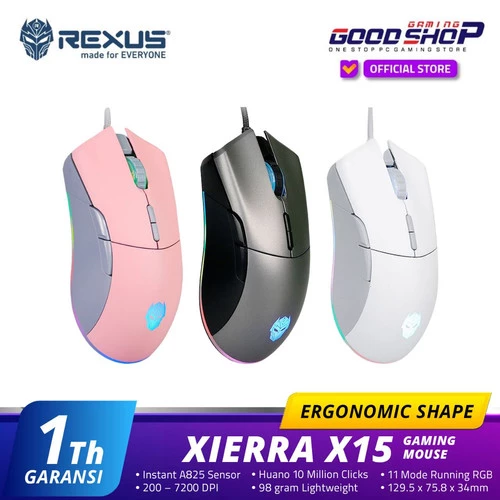 REXUS®
made for EVERYONE
GAMING
GOODSHOP
ONE STOP PC GAMING STORE
OFFICIAL STORE
ERGONOMIC SHAPE
1Th
GARANSI
XIERRA X15 GAMING MOUSE
• Instant A825 Sensor • Huano 10 Million Clicks • 11 Mode Running RGB
• 200 – 7200 DPI • 98 gram Lightweight • 129.5 x 75.8 x 34mm